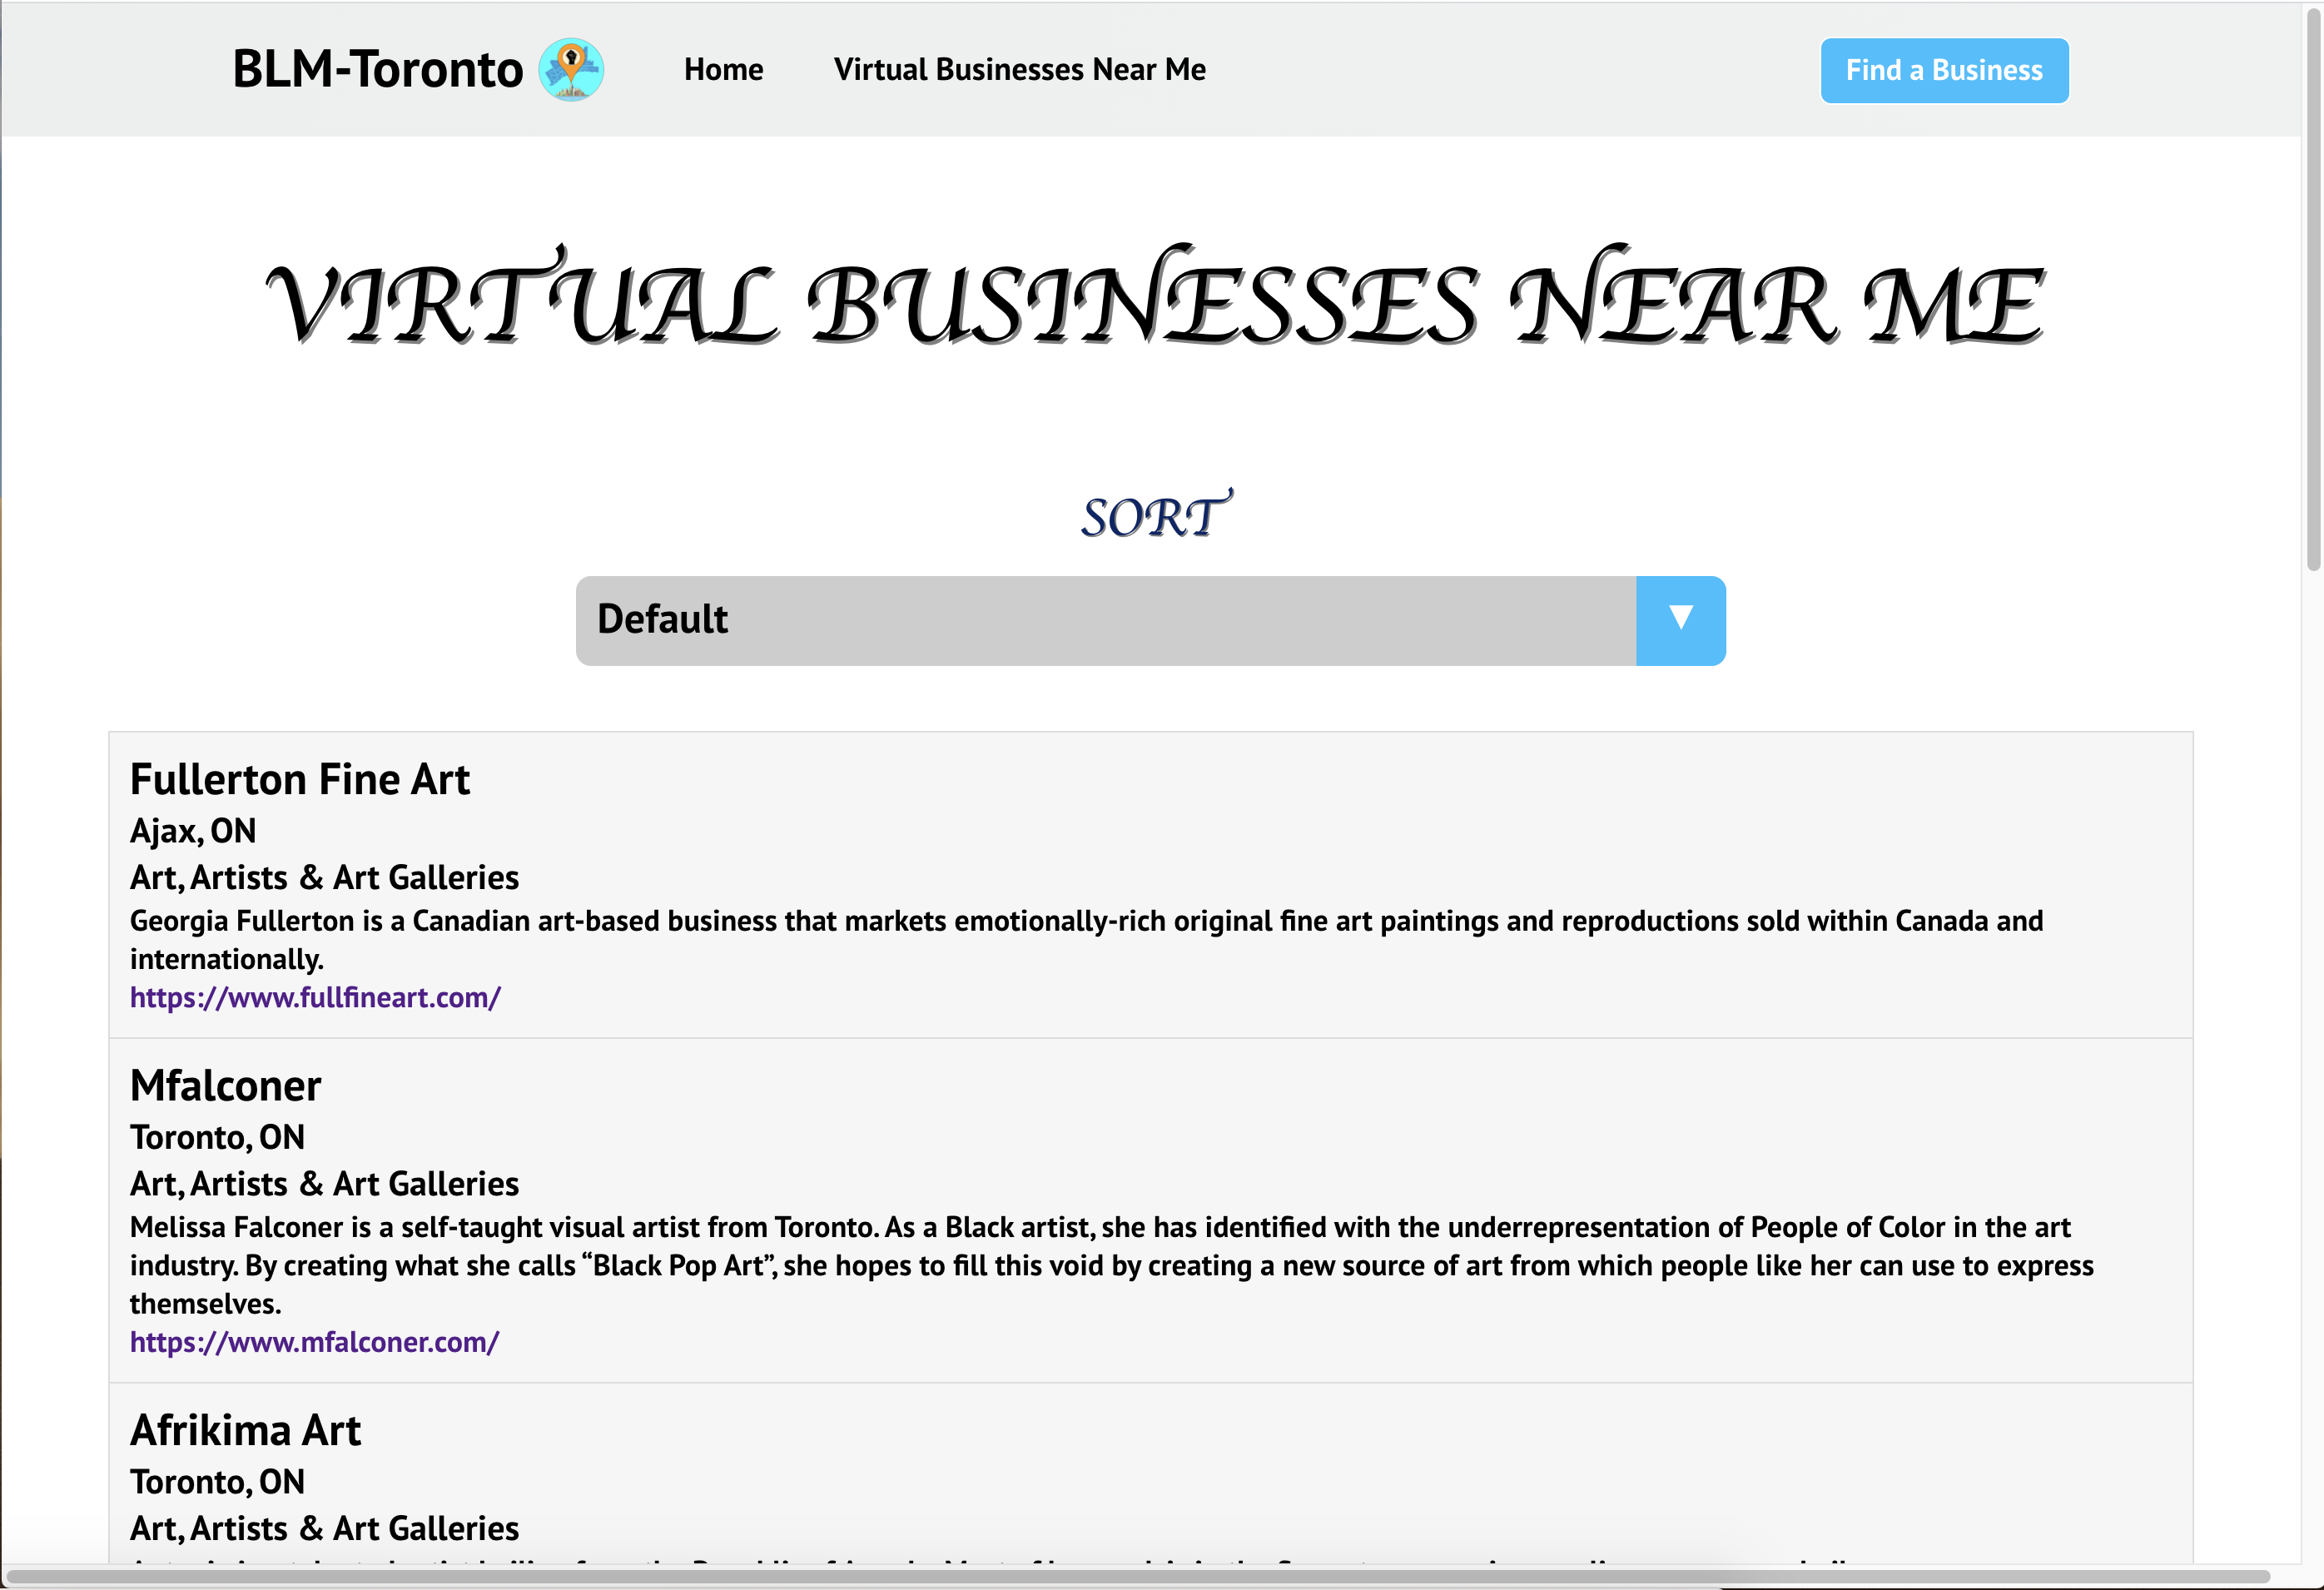 BLM-Toronto
Home
Virtual Businesses Near Me
Find a Business
VIRTUAL BUSINESSES NEAR ME
SORT
Default
Fullerton Fine Art
Ajax, ON
Art, Artists & Art Galleries
Georgia Fullerton is a Canadian art-based business that markets emotionally-rich original fine art paintings and reproductions sold within Canada and
internationally.
https://www.fullfineart.com/
Mfalconer
Toronto, ON
Art, Artists & Art Galleries
Melissa Falconer is a self-taught visual artist from Toronto. As a Black artist, she has identified with the underrepresentation of People of Color in the art
industry. By creating what she calls “Black Pop Art”, she hopes to fill this void by creating a new source of art from which people like her can use to express
themselves.
https://www.mfalconer.com/
Afrikima Art
Toronto, ON
Art, Artists & Art Galleries